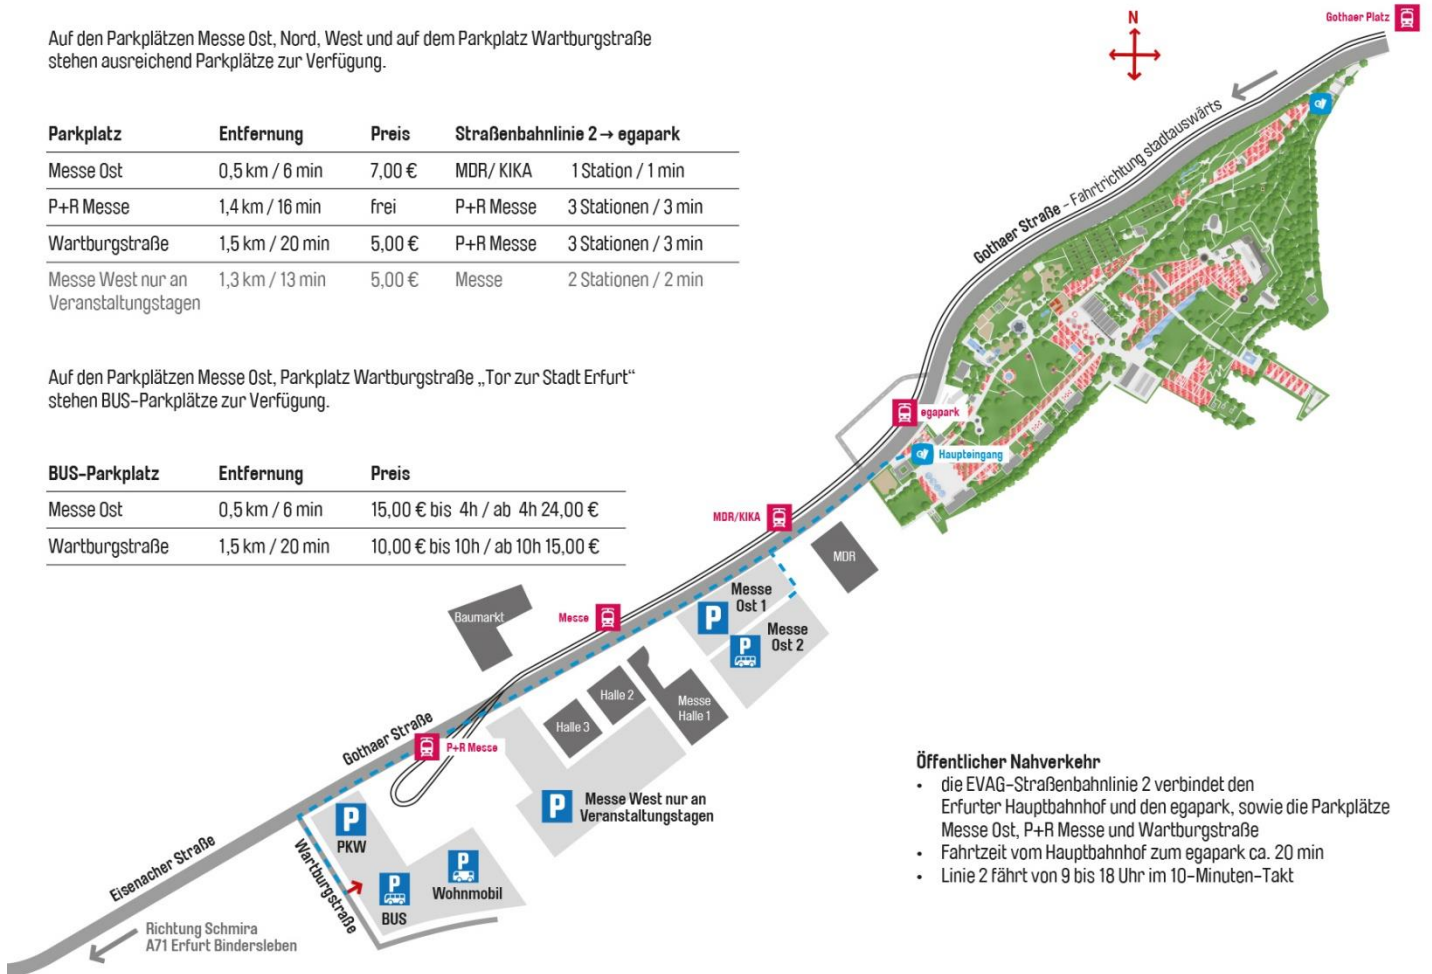 Auf den Parkplätzen Messe Ost, Nord, West und auf dem Parkplatz Wartburgstraße
stehen ausreichend Parkplätze zur Verfügung.
Parkplatz Entfernung Preis Straßenbahnlinie 2 → egapark
Messe Ost 0,5 km / 6 min 7,00 € MDR/ KIKA 1 Station / 1 min
P+R Messe 1,4 km / 16 min frei P+R Messe 3 Stationen / 3 min
Wartburgstraße 1,5 km / 20 min 5,00 € P+R Messe 3 Stationen / 3 min
Messe West nur an 1,3 km / 13 min 5,00 € Messe 2 Stationen / 2 min
Veranstaltungstagen
Auf den Parkplätzen Messe Ost, Parkplatz Wartburgstraße „Tor zur Stadt Erfurt“
stehen BUS-Parkplätze zur Verfügung.
BUS-Parkplatz Entfernung Preis
Messe Ost 0,5 km / 6 min 15,00 € bis 4h / ab 4h 24,00 €
Wartburgstraße 1,5 km / 20 min 10,00 € bis 10h / ab 10h 15,00 €
N
Gothaer Platz
Gothaer Straße - Fahrtrichtung stadtauswärts
egapark
Haupteingang
MDR/KIKA
MDR
Messe
Ost 1
P
Messe
Ost 2
P
Baumarkt
Messe
Halle 2
Halle 3
Messe
Halle 1
Gothaer Straße
P+R Messe
P
Messe West nur an
Veranstaltungstagen
P
PKW
P
Wohnmobil
P
BUS
Wartburgstraße
Eisenacher Straße
Richtung Schmira
A71 Erfurt Bindersleben
Öffentlicher Nahverkehr
• die EVAG-Straßenbahnlinie 2 verbindet den
Erfurter Hauptbahnhof und den egapark, sowie die Parkplätze
Messe Ost, P+R Messe und Wartburgstraße
• Fahrtzeit vom Hauptbahnhof zum egapark ca. 20 min
• Linie 2 fährt von 9 bis 18 Uhr im 10-Minuten-Takt